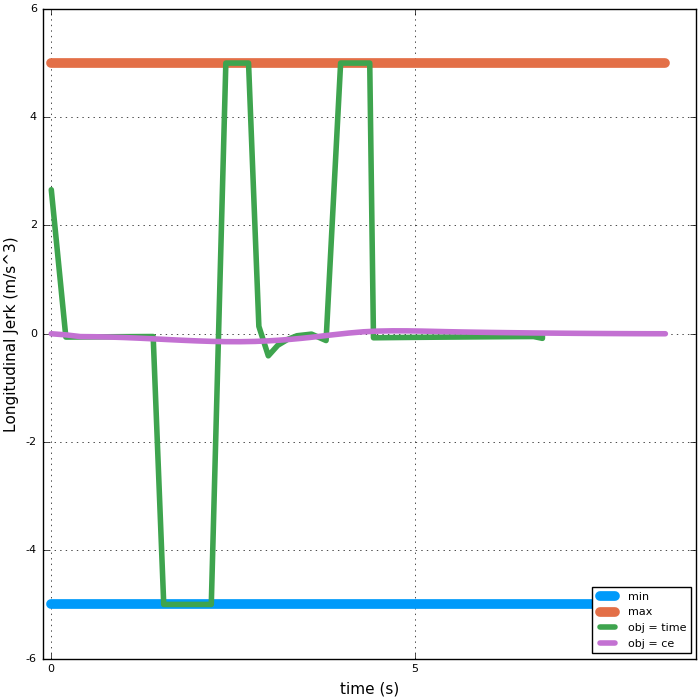 6
4
2
0
-2
-4
-6
Longitudinal Jerk (m/s^3)
0
5
time (s)
min
max
obj = time
obj = ce